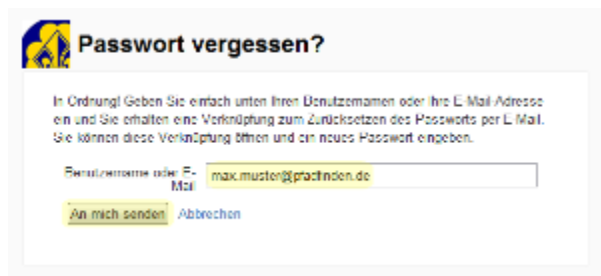 Passwort vergessen?
In Ordnung! Geben Sie einfach unten Ihren Benutzernamen oder Ihre E-Mail-Adresse
ein und Sie erhalten eine Verknüpfung zum Zurücksetzen des Passworts per E-Mail.
Sie können diese Verknüpfung öffnen und ein neues Passwort eingeben.
Benutzername oder E-
Mail
max.muster@pfadfinden.de
An mich senden Abbrechen